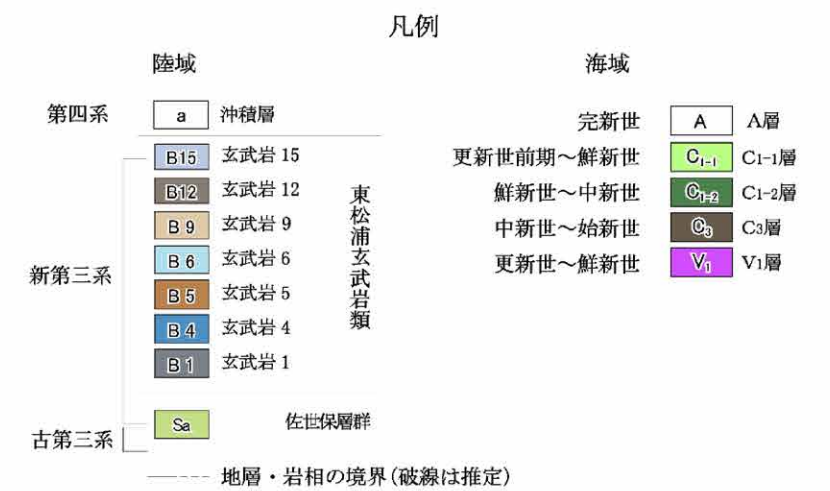 凡例
陸域
第四系
a 沖積層
新第三系
B15 玄武岩 15
B12 玄武岩 12
B 9 玄武岩 9
B 6 玄武岩 6
B 5 玄武岩 5
B 4 玄武岩 4
B 1 玄武岩 1
東松浦玄武岩類
古第三系
Sa 佐世保層群
地層・岩相の境界(破線は推定)
海域
完新世 A A層
更新世前期~鮮新世 C1-1 C1-1層
鮮新世~中新世 C1-2 C1-2層
中新世~始新世 C3 C3層
更新世~鮮新世 V1 V1層